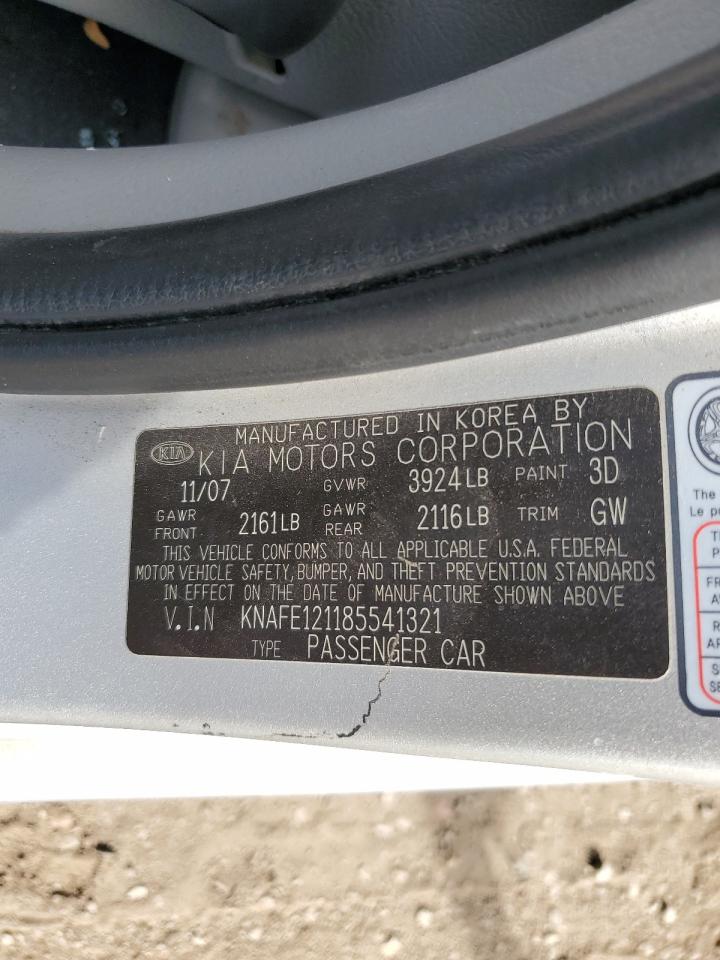 MANUFACTURED IN KOREA BY
KIA KIA MOTORS CORPORATION
11/07 GVWR 3924LB PAINT 3D
GAWR FRONT 2161LB GAWR REAR 2116LB TRIM GW
THIS VEHICLE CONFORMS TO ALL APPLICABLE U.S.A. FEDERAL
MOTOR VEHICLE SAFETY, BUMPER, AND THEFT PREVENTION STANDARDS
IN EFFECT ON THE DATE OF MANUFACTURE SHOWN ABOVE
V.I.N KNAFE121185541321
TYPE PASSENGER CAR
The
Le